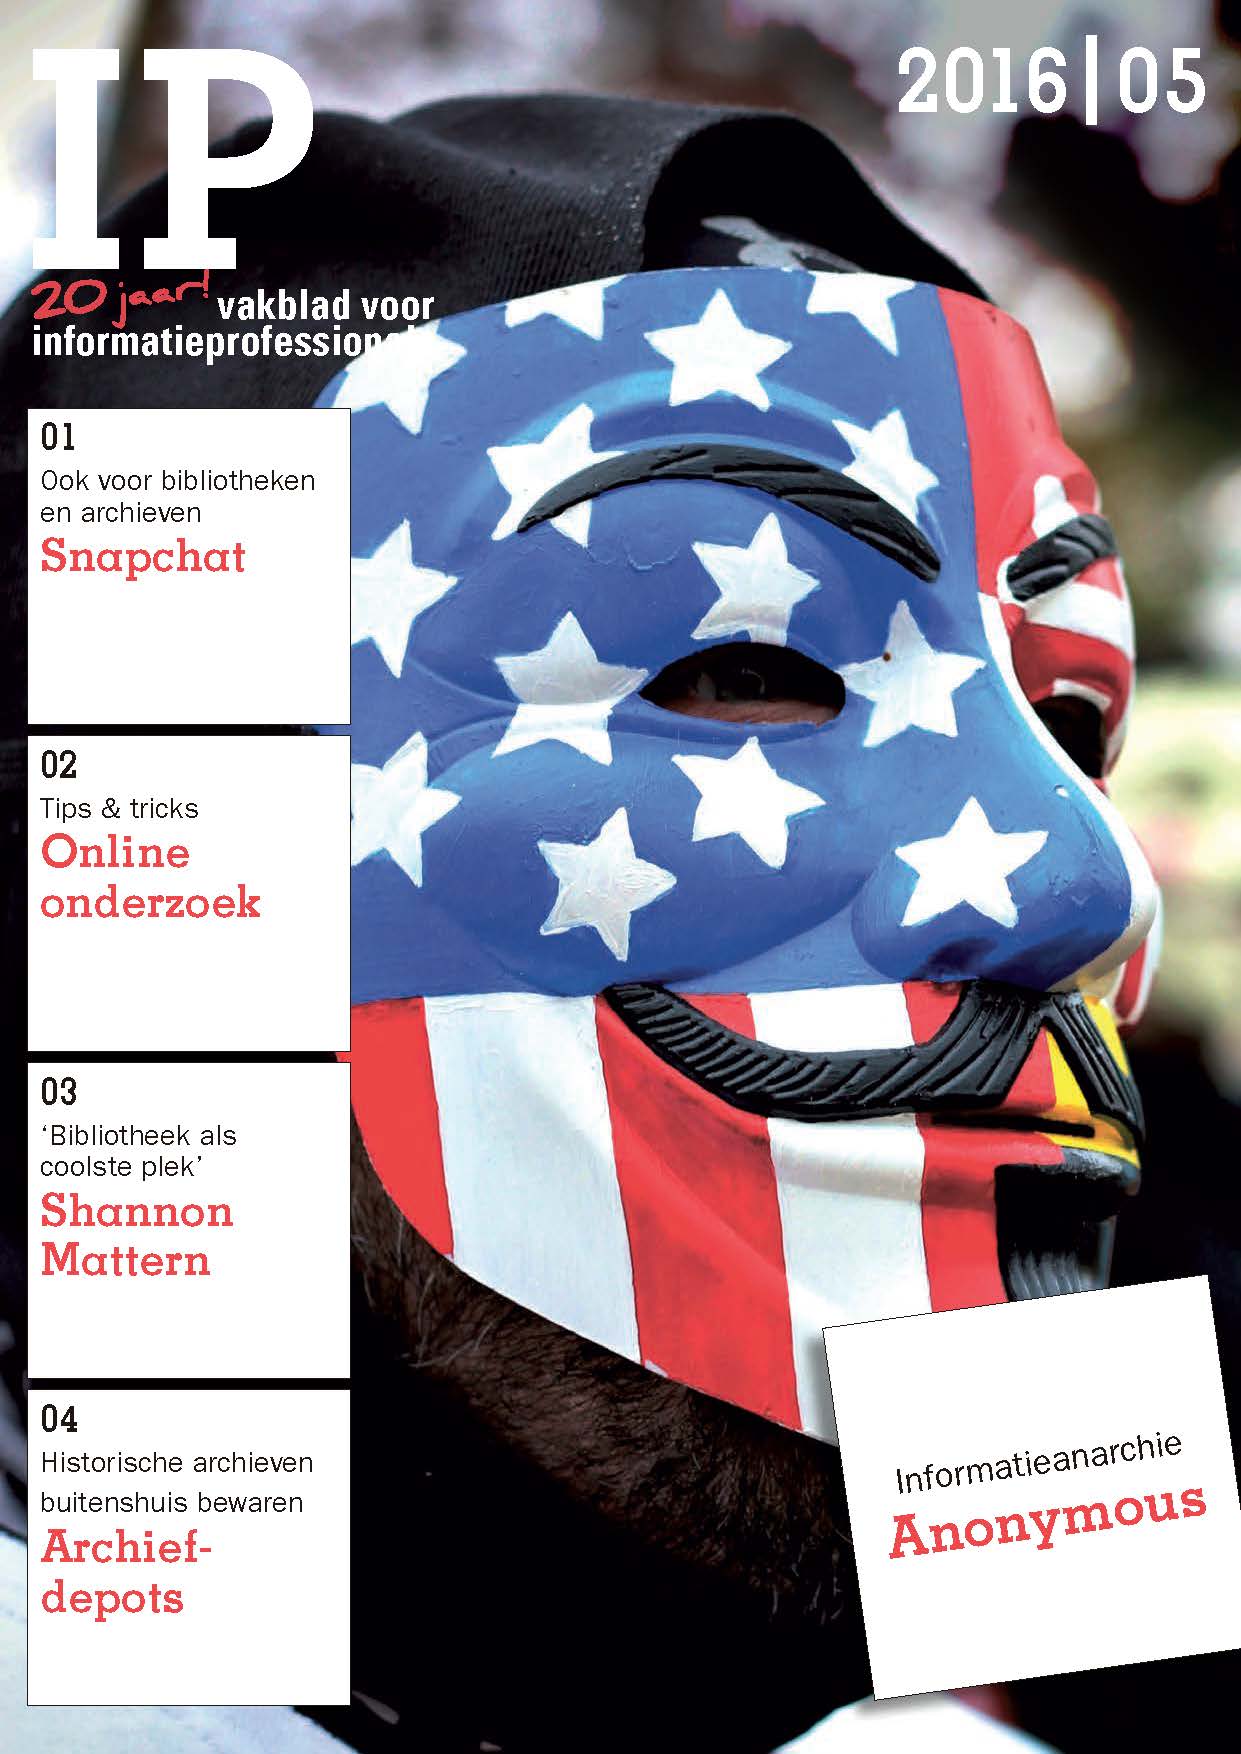 IP
2016|05
20 jaar!
vakblad voor
informatieprofessionals
01
Ook voor bibliotheken
en archieven
Snapchat
02
Tips & tricks
Online
onderzoek
03
‘Bibliotheek als
coolste plek’
Shannon
Mattern
04
Historische archieven
buitenshuis bewaren
Archief-
depots
Informatieanarchie
Anonymous